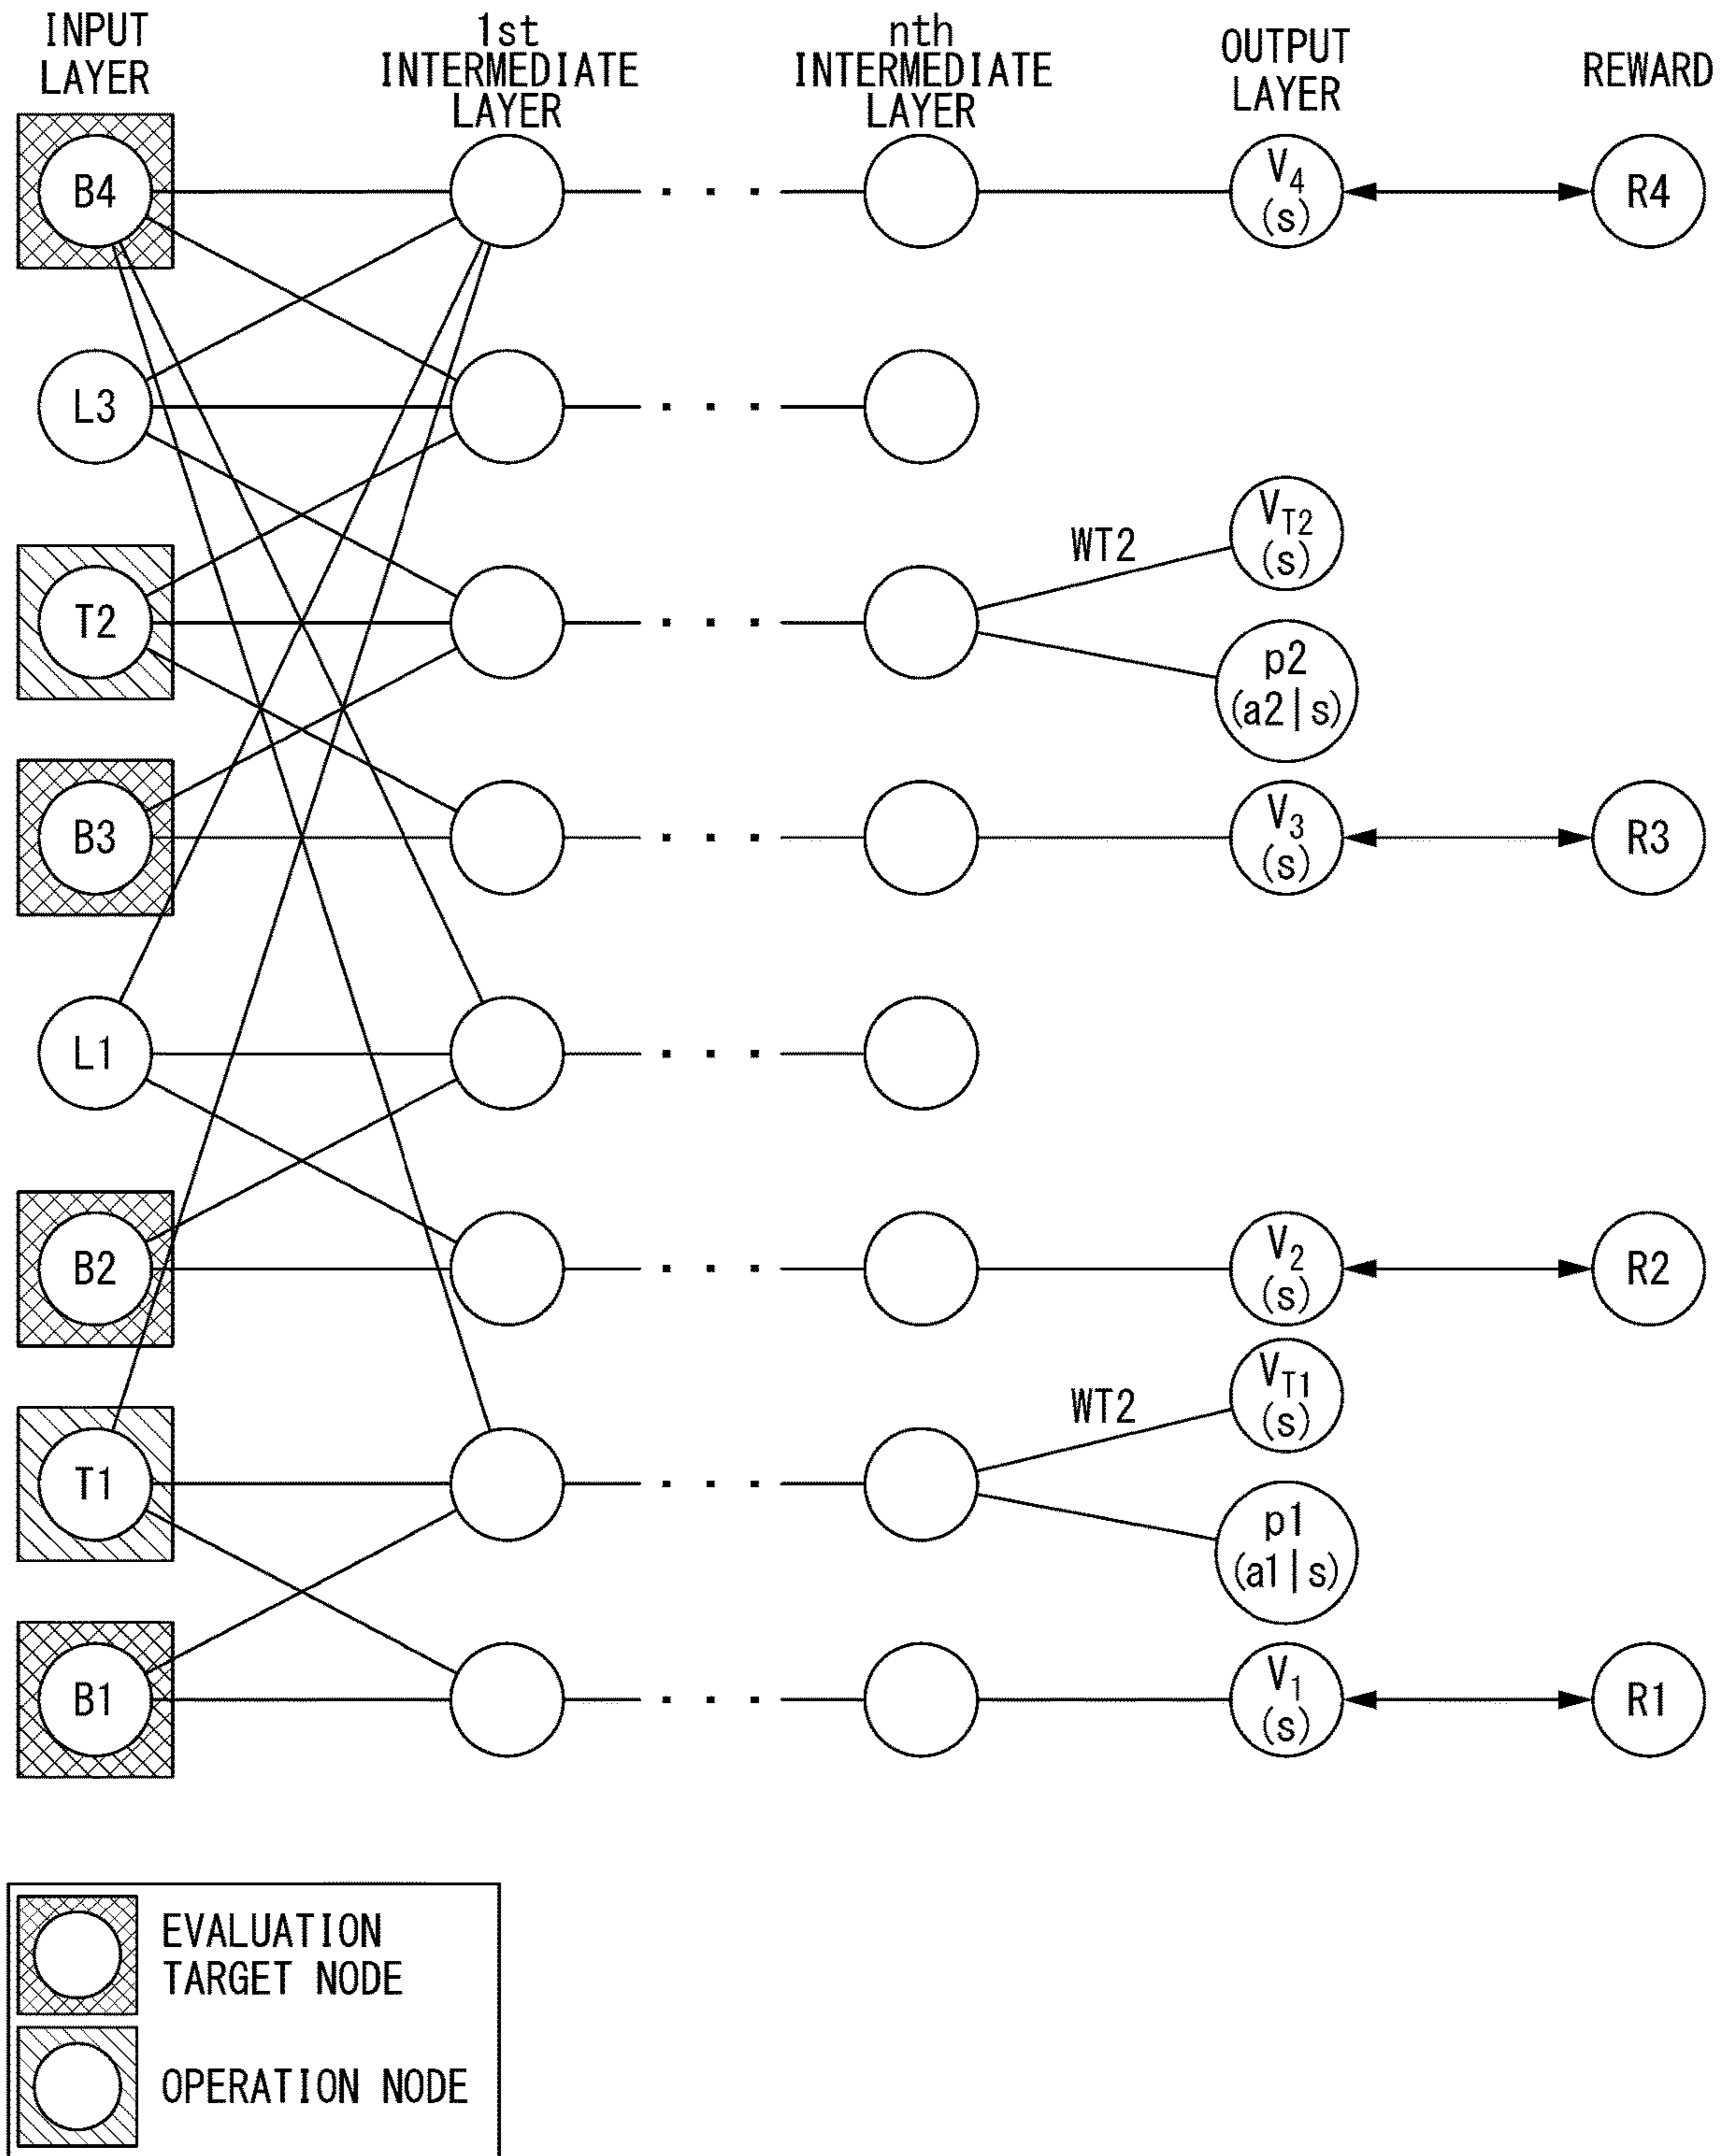 INPUT
LAYER
1st
INTERMEDIATE
LAYER
nth
INTERMEDIATE
LAYER
OUTPUT
LAYER
REWARD
B4
V4
(s)
R4
L3
T2
WT2
VT2
(s)
p2
(a2|s)
B3
V3
(s)
R3
L1
B2
V2
(s)
R2
T1
WT2
VT1
(s)
p1
(a1|s)
B1
V1
(s)
R1
EVALUATION
TARGET NODE
OPERATION NODE